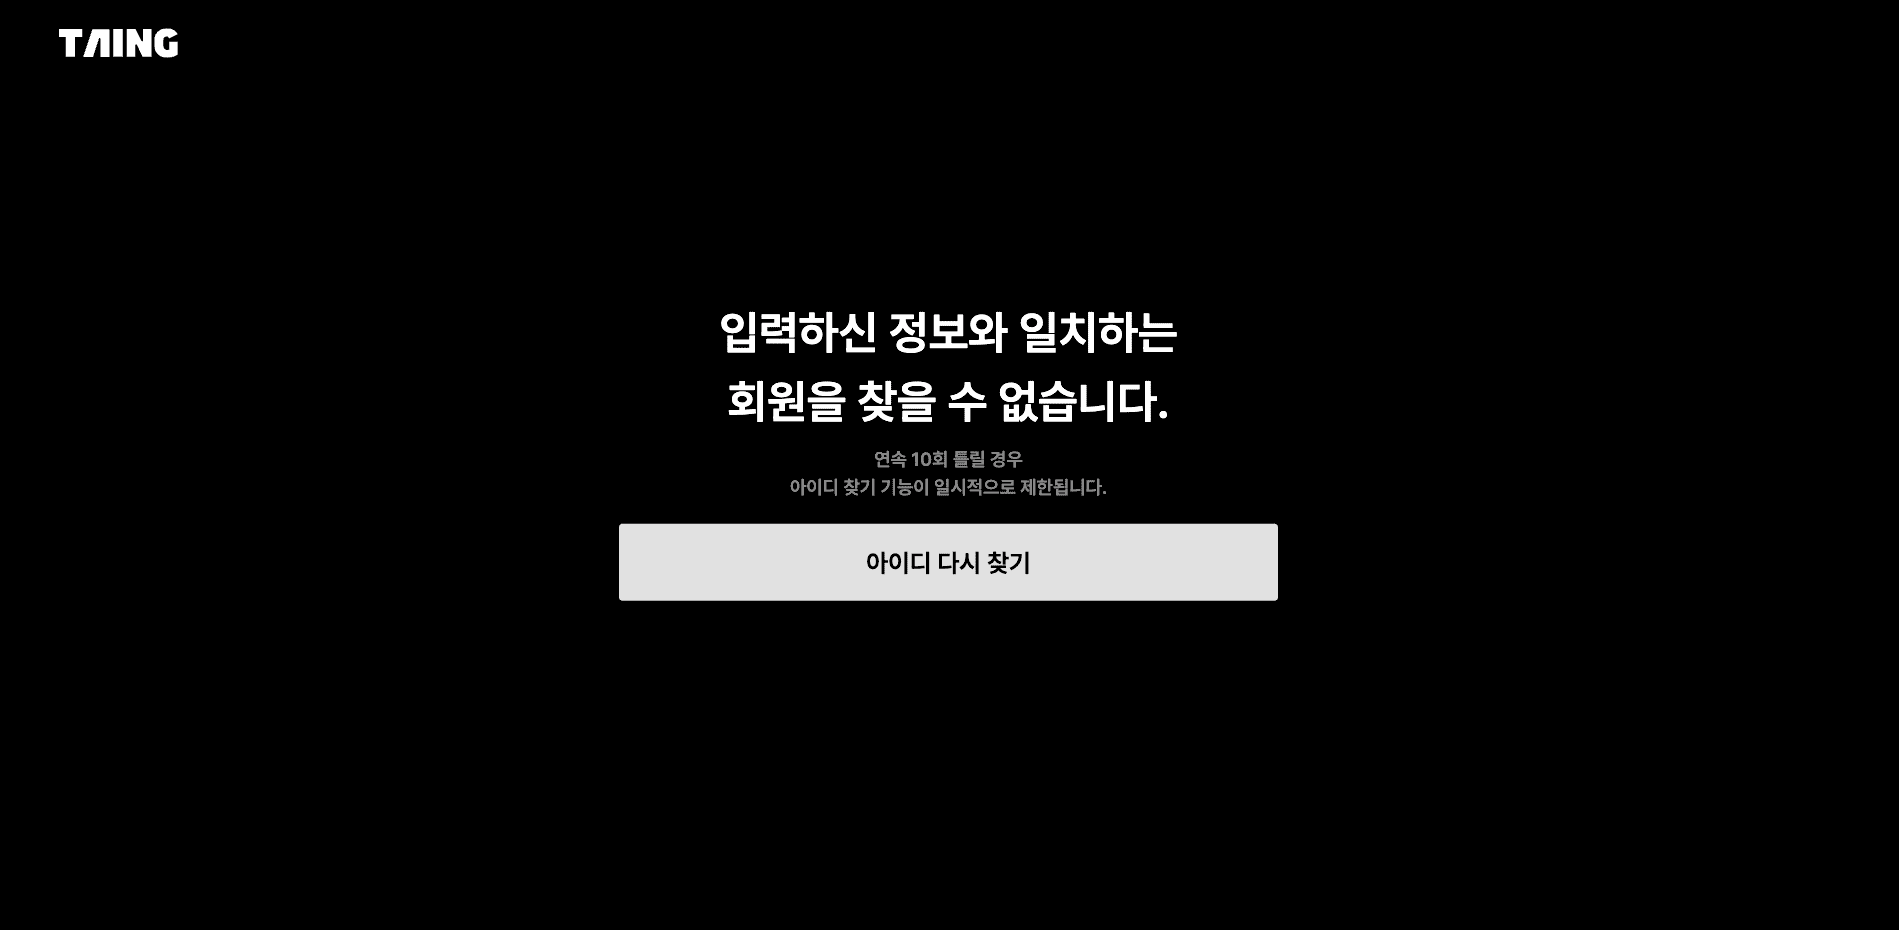 TAING
입력하신 정보와 일치하는
회원을 찾을 수 없습니다.
연속 10회 틀릴 경우
아이디 찾기 기능이 일시적으로 제한됩니다.
아이디 다시 찾기